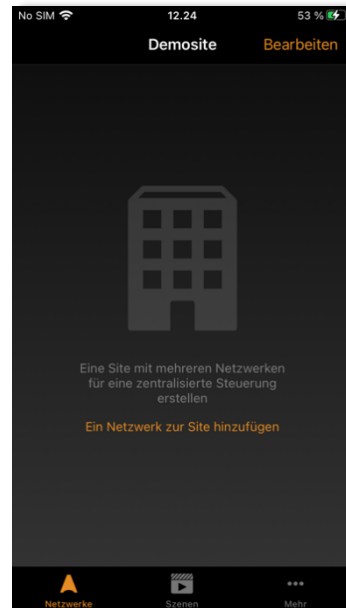 No SIM 12.24 53 %
Demosite Bearbeiten
Eine Site mit mehreren Netzwerken
für eine zentralisierte Steuerung
erstellen
Ein Netzwerk zur Site hinzufügen
Netzwerke Szenen Mehr